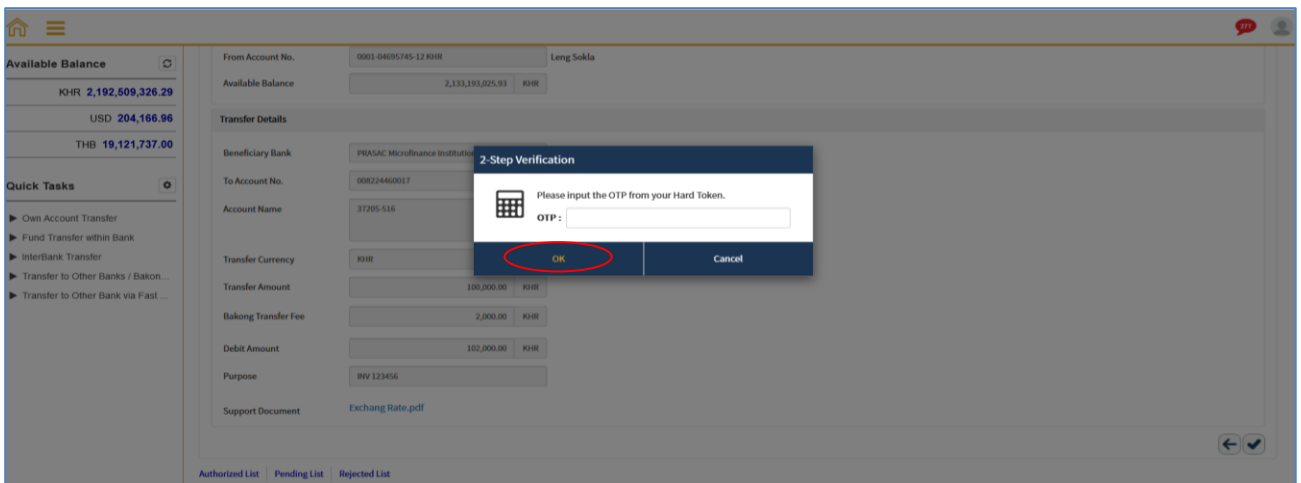 277
Available Balance
KHR 2,192,509,326.29
USD 204,166.96
THB 19,121,737.00
Quick Tasks
Own Account Transfer
Fund Transfer within Bank
InterBank Transfer
Transfer to Other Banks / Bakon...
Transfer to Other Bank via Fast ...
From Account No. 0001-04695745-12 KHR Leng Sokla
Available Balance 2,133,193,025.93 KHR
Transfer Details
Beneficiary Bank PRASAC Microfinance Institution
To Account No. 008224460017
Account Name 37205-516
Transfer Currency KHR
Transfer Amount 100,000.00 KHR
Bakong Transfer Fee 2,000.00 KHR
Debit Amount 102,000.00 KHR
Purpose INV 123456
Support Document Exchang Rate.pdf
2-Step Verification
Please input the OTP from your Hard Token.
OTP :
OK Cancel
Authorized List Pending List Rejected List